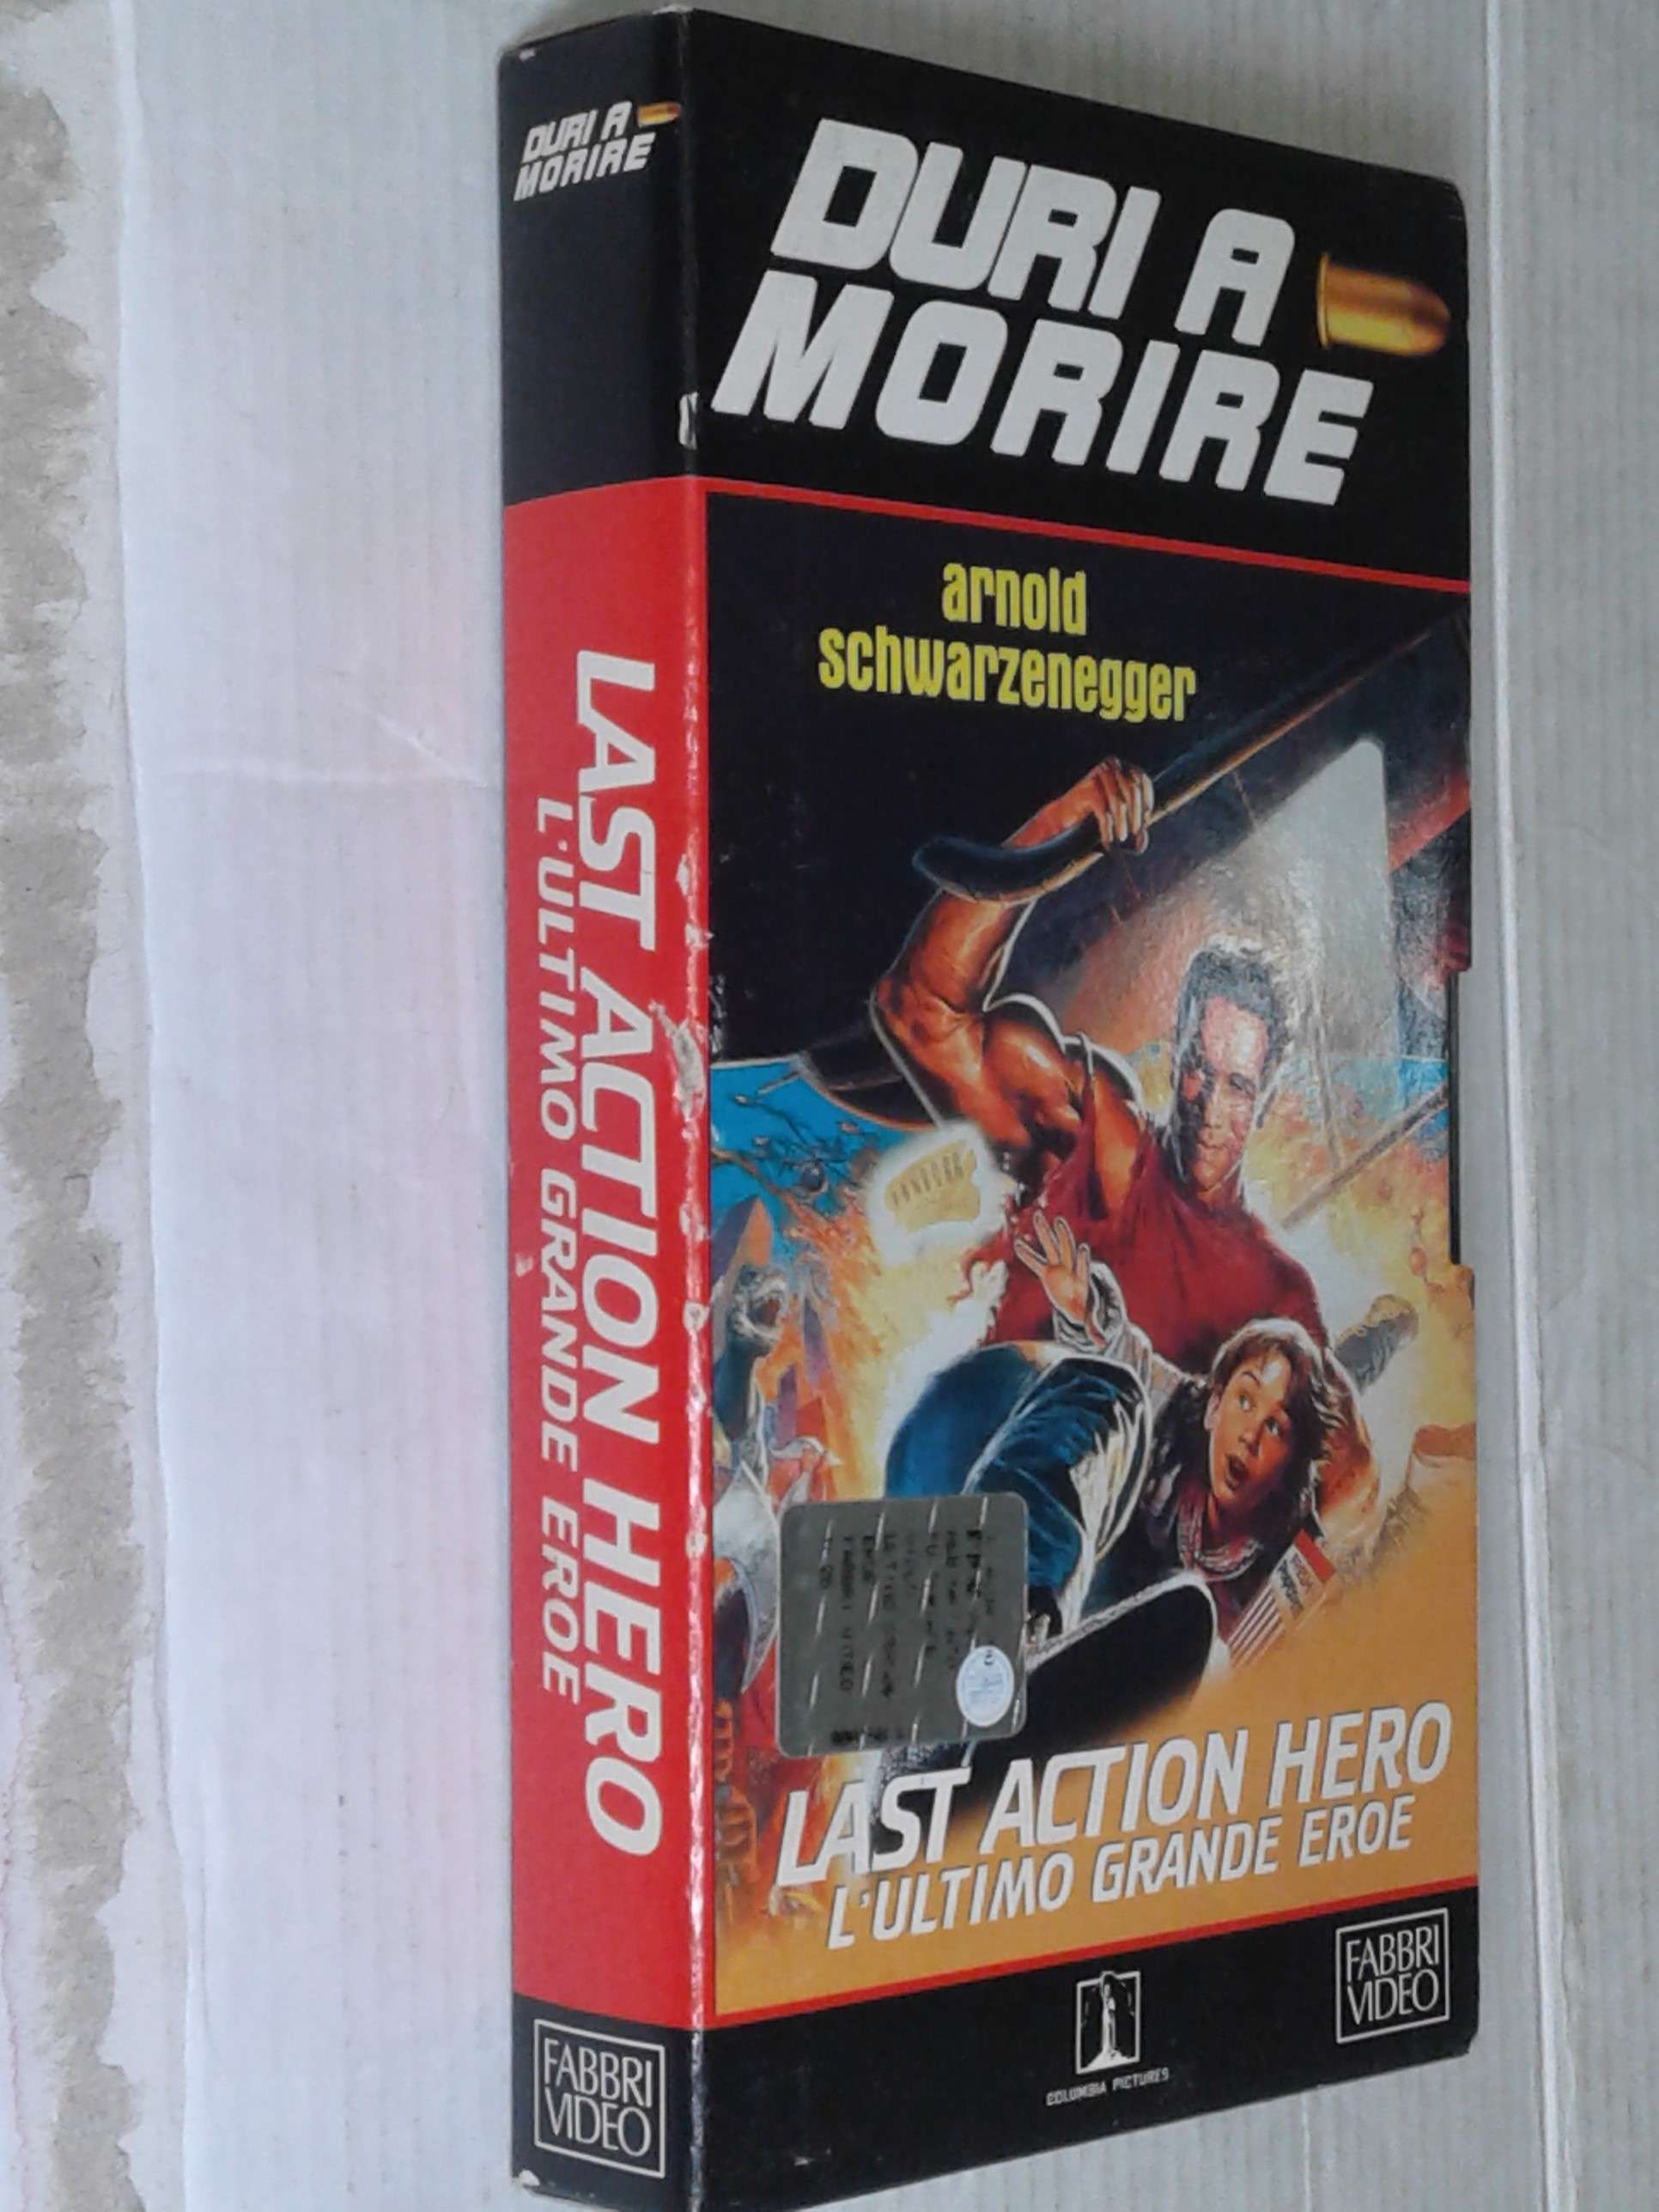 DURI A
MORIRE
LAST ACTION HERO
L'ULTIMO GRANDE EROE
FABBRI
VIDEO
DURI A
MORIRE
arnold
schwarzenegger
LAST ACTION HERO
L'ULTIMO GRANDE EROE
COLUMBIA PICTURES
FABBRI
VIDEO